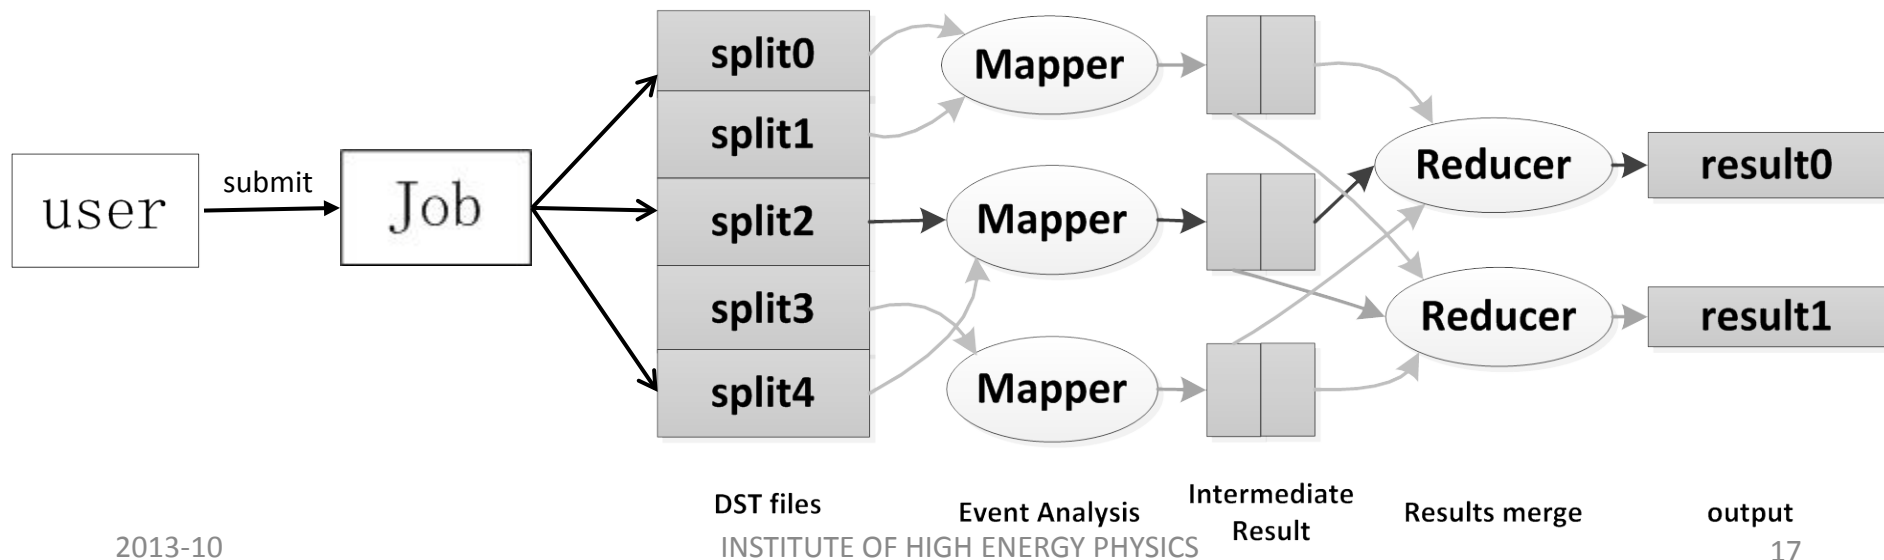 user
submit
Job
split0
split1
split2
split3
split4
Mapper
Mapper
Mapper
Reducer
Reducer
result0
result1
DST files
Event Analysis
Intermediate
Result
Results merge
output
2013-10
INSTITUTE OF HIGH ENERGY PHYSICS
17